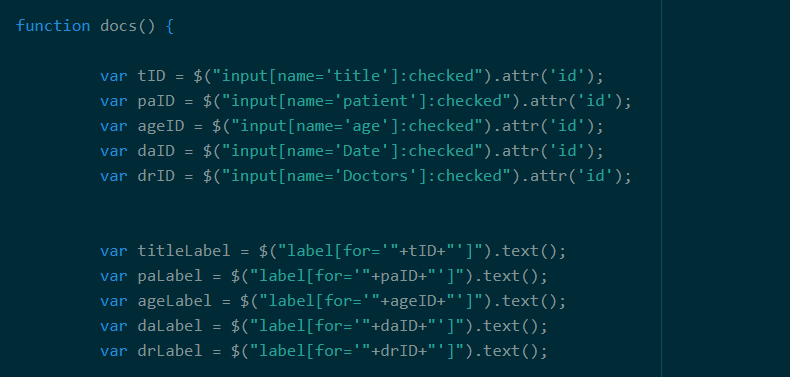 function docs() {
var tID = $("input[name='title']:checked").attr('id');
var paID = $("input[name='patient']:checked").attr('id');
var ageID = $("input[name='age']:checked").attr('id');
var daID = $("input[name='Date']:checked").attr('id');
var drID = $("input[name='Doctors']:checked").attr('id');
var titleLabel = $("label[for='"+tID+"']").text();
var paLabel = $("label[for='"+paID+"']").text();
var ageLabel = $("label[for='"+ageID+"']").text();
var daLabel = $("label[for='"+daID+"']").text();
var drLabel = $("label[for='"+drID+"']").text();